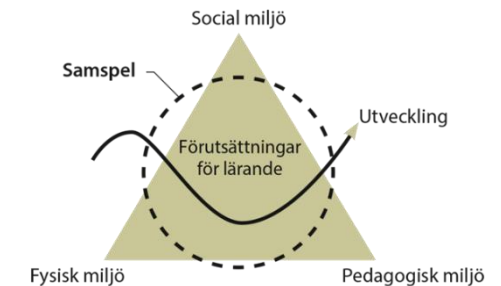 Social miljö
Samspel
Utveckling
Förutsättningar
för lärande
Fysisk miljö
Pedagogisk miljö